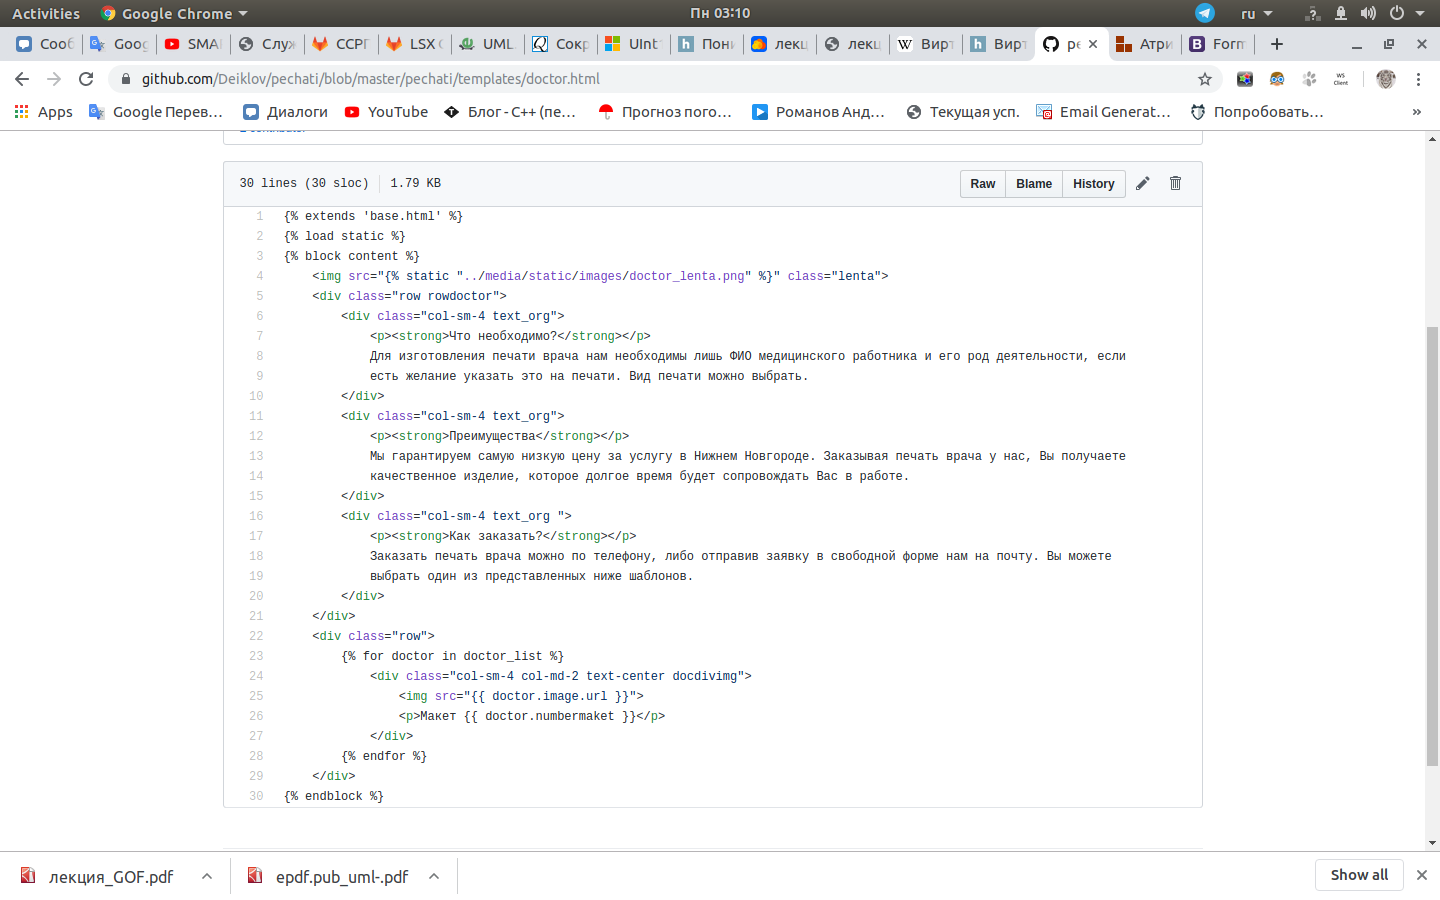 Activities Google Chrome Пн 03:10 ru
Сооб Goog SMA Служ ССРП LSX UML Сокр UInt Пони лекц лекц Вирт Вирт pe Атри Form
github.com/Deiklov/pechati/blob/master/pechati/templates/doctor.html WS Client
Apps Google Перев… Диалоги YouTube Блог - C++ (пе… Прогноз пого… Романов Анд… Текущая усп. Email Generat… Попробовать… »
30 lines (30 sloc) 1.79 KB Raw Blame History
1 {% extends 'base.html' %}
2 {% load static %}
3 {% block content %}
4 <img src="{% static "../media/static/images/doctor_lenta.png" %}" class="lenta">
5 <div class="row rowdoctor">
6 <div class="col-sm-4 text_org">
7 <p><strong>Что необходимо?</strong></p>
8 Для изготовления печати врача нам необходимы лишь ФИО медицинского работника и его род деятельности, если
9 есть желание указать это на печати. Вид печати можно выбрать.
10 </div>
11 <div class="col-sm-4 text_org">
12 <p><strong>Преимущества</strong></p>
13 Мы гарантируем самую низкую цену за услугу в Нижнем Новгороде. Заказывая печать врача у нас, Вы получаете
14 качественное изделие, которое долгое время будет сопровождать Вас в работе.
15 </div>
16 <div class="col-sm-4 text_org ">
17 <p><strong>Как заказать?</strong></p>
18 Заказать печать врача можно по телефону, либо отправив заявку в свободной форме нам на почту. Вы можете
19 выбрать один из представленных ниже шаблонов.
20 </div>
21 </div>
22 <div class="row">
23 {% for doctor in doctor_list %}
24 <div class="col-sm-4 col-md-2 text-center docdivimg">
25 <img src="{{ doctor.image.url }}">
26 <p>Макет {{ doctor.numbermaket }}</p>
27 </div>
28 {% endfor %}
29 </div>
30 {% endblock %}
лекция_GOF.pdf epdf.pub_uml-.pdf Show all